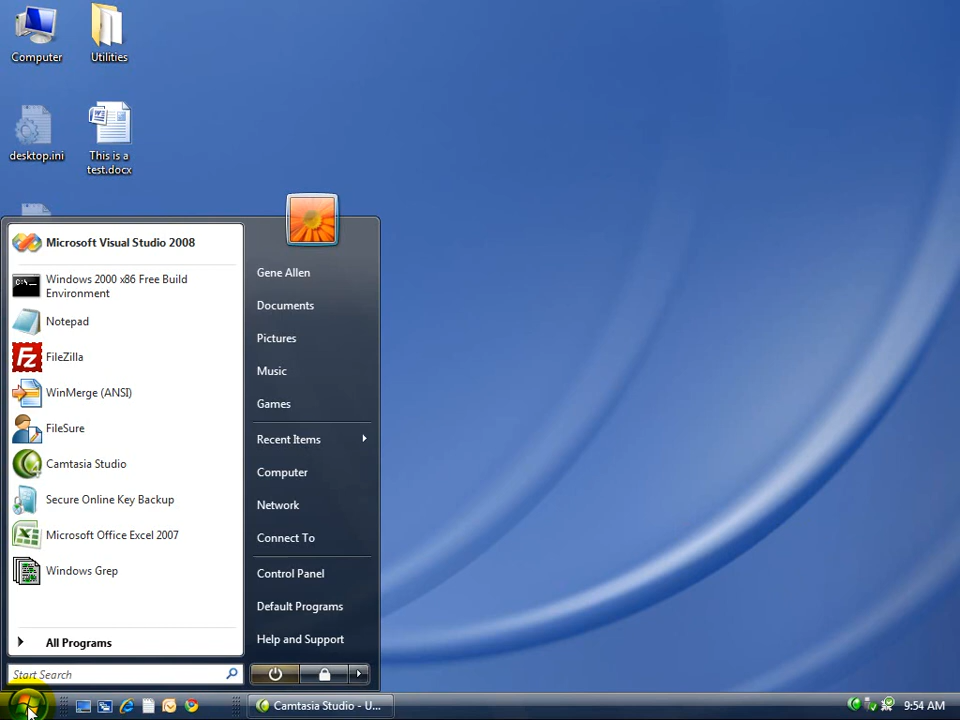 Computer
Utilities
desktop.ini
This is a
test.docx
Microsoft Visual Studio 2008
Windows 2000 x86 Free Build
Environment
Notepad
FileZilla
WinMerge (ANSI)
FileSure
Camtasia Studio
Secure Online Key Backup
Microsoft Office Excel 2007
Windows Grep
All Programs
Start Search
Gene Allen
Documents
Pictures
Music
Games
Recent Items
Computer
Network
Connect To
Control Panel
Default Programs
Help and Support
Camtasia Studio - U...
9:54 AM